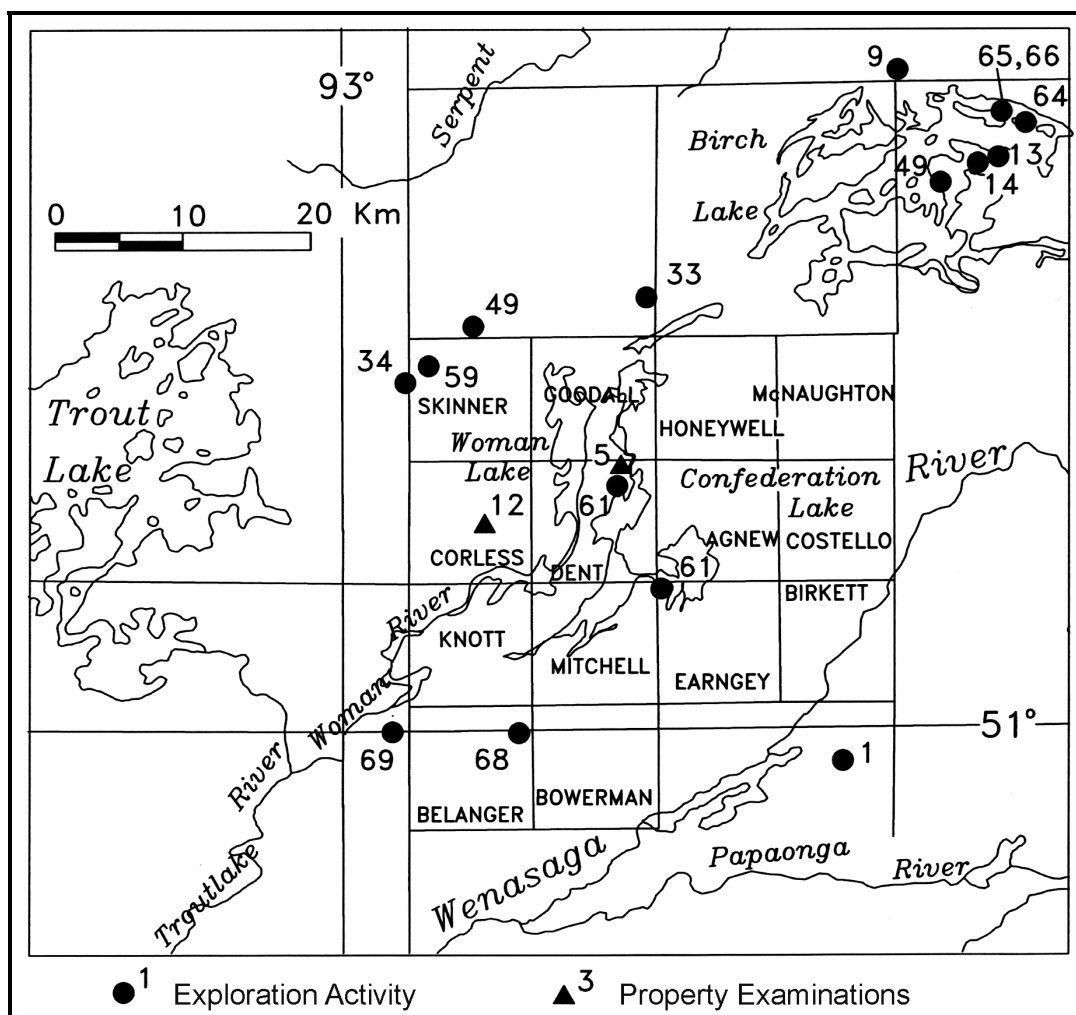 93°
Serpent
9
65,66
64
Birch
Lake
13
14
49
0 10 20 Km
33
49
34
59
SKINNER
GOODALL
McNAUGHTON
HONEYWELL
Trout
Lake
Woman
Lake
5
61
12
Confederation
Lake
River
CORLESS
DENT
AGNEW
COSTELLO
61
BIRKETT
River
KNOTT
MITCHELL
EARNGEY
Woman
51°
69
68
1
River
BELANGER
BOWERMAN
Troutlake
Wenasaga
Papaonga
River
1 Exploration Activity
3 Property Examinations